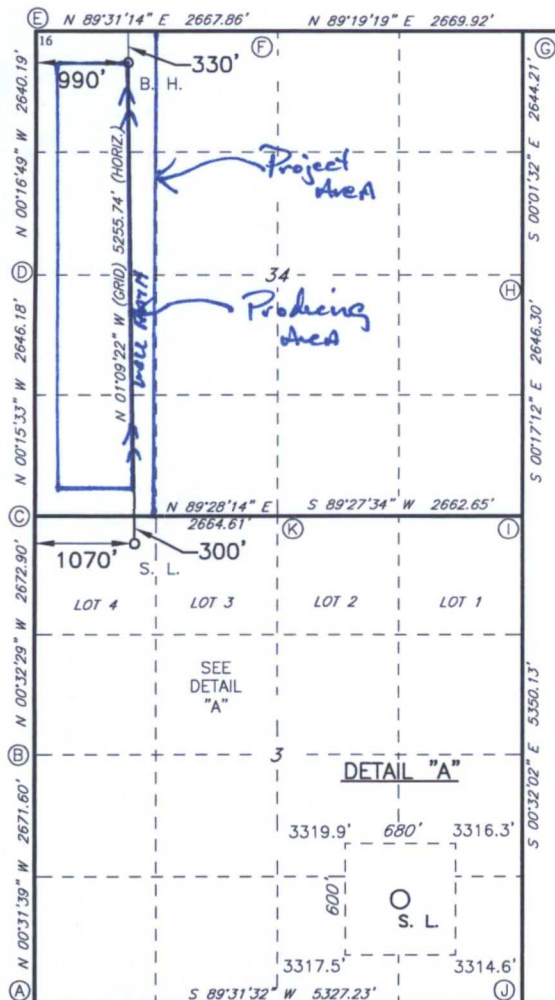 E N 89°31'14" E 2667.86' N 89°19'19" E 2669.92'
16 F G
990' 330'
B. H.
N 00°16'49" W 2640.19'
S 00°01'32" E 2644.21'
Project
AreA
N 01°09'22" W (GRID) 5255.74' (HORIZ.)
WELL PATH
D 34 H
Producing
AreA
N 00°15'33" W 2646.18'
S 00°17'12" E 2646.30'
C N 89°28'14" E S 89°27'34" W 2662.65'
2664.61' K I
1070' 300'
S. L.
LOT 4 LOT 3 LOT 2 LOT 1
N 00°32'29" W 2672.90'
SEE
DETAIL
"A"
S 00°32'02" E 5350.13'
B 3
DETAIL "A"
3319.9' 680' 3316.3'
600'
S. L.
3317.5' 3314.6'
N 00°31'39" W 2671.60'
A S 89°31'32" W 5327.23' J